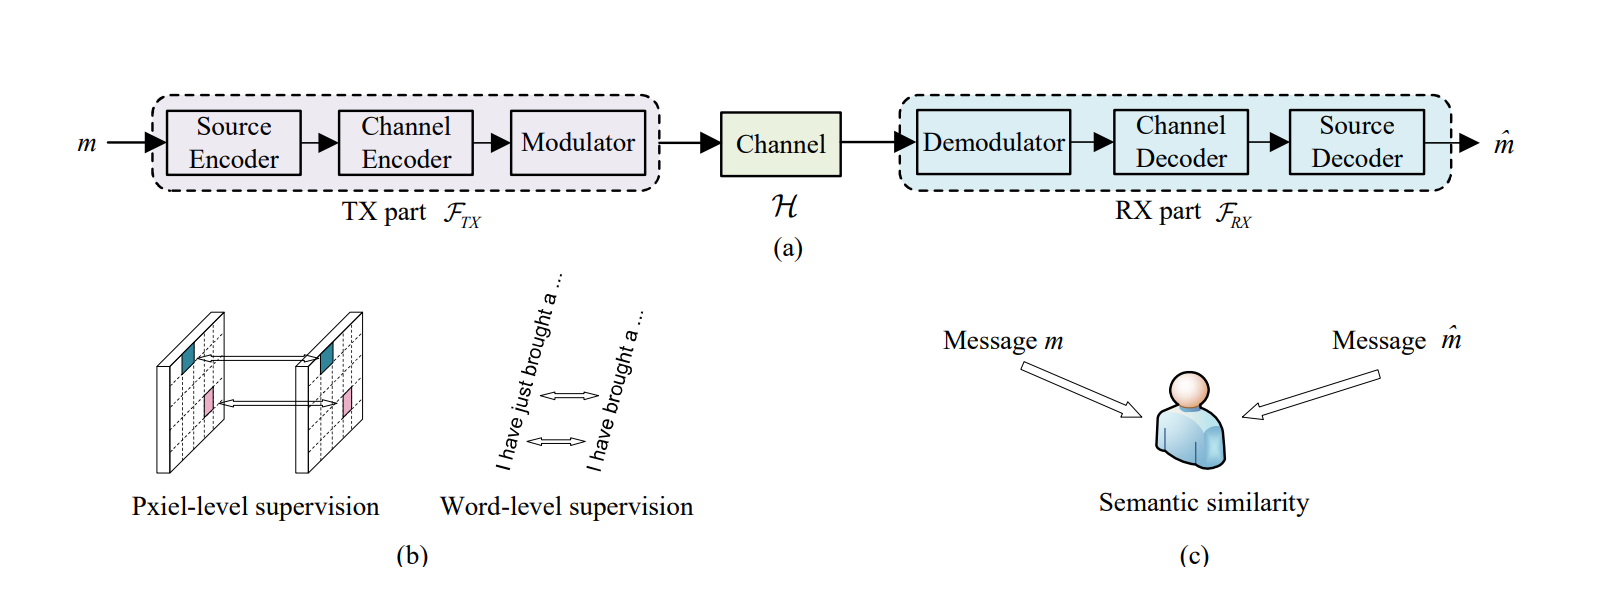 m
Source
Encoder
Channel
Encoder
Modulator
Channel
Demodulator
Channel
Decoder
Source
Decoder
m̂
TX part ℱTX
ℋ
RX part ℱRX
(a)
I have just brought a ...
I have brought a ...
Message m
Message m̂
Pxiel-level supervision
Word-level supervision
Semantic similarity
(b)
(c)